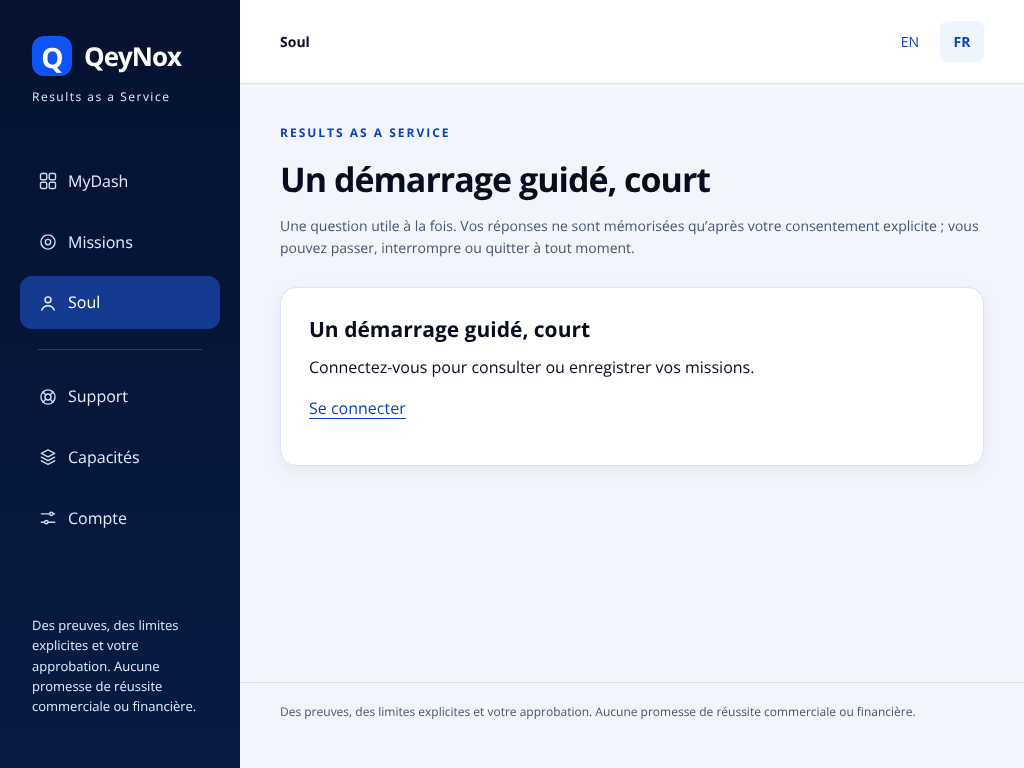 Q QeyNox
Results as a Service
MyDash
Missions
Soul
Support
Capacités
Compte
Des preuves, des limites
explicites et votre
approbation. Aucune
promesse de réussite
commerciale ou financière.
Soul
EN
FR
RESULTS AS A SERVICE
Un démarrage guidé, court
Une question utile à la fois. Vos réponses ne sont mémorisées qu’après votre consentement explicite ; vous
pouvez passer, interrompre ou quitter à tout moment.
Un démarrage guidé, court
Connectez-vous pour consulter ou enregistrer vos missions.
Se connecter
Des preuves, des limites explicites et votre approbation. Aucune promesse de réussite commerciale ou financière.